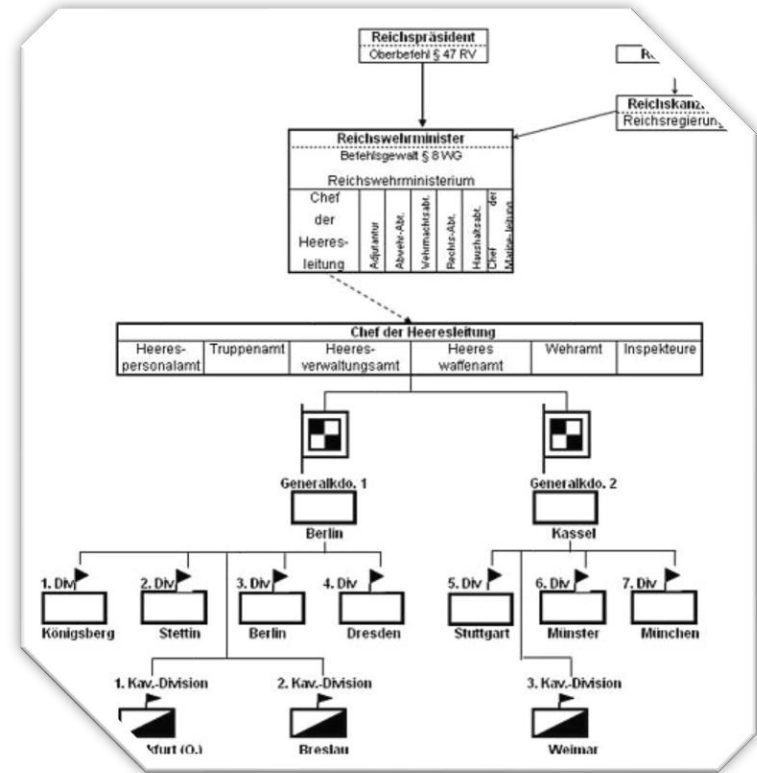 Reichspräsident
Oberbefehl § 47 RV
Reichswehrminister
Befehlsgewalt § 8 WG
Reichswehrministerium
Reichsregierung
Chef
der
Heeres-
leitung
Adjutantur
Abwehr-Abt.
Wehrmachtsabt.
Rechts-Abt.
Haushaltsabt.
Chef der
Marine-leitung
Chef der Heeresleitung
Heeres-
personalamt
Truppenamt
Heeres-
verwaltungsamt
Heeres
waffenamt
Wehramt
Inspekteure
Generalkdo. 1
Berlin
Generalkdo. 2
Kassel
1. Div
Königsberg
2. Div
Stettin
3. Div
Berlin
4. Div
Dresden
5. Div
Stuttgart
6. Div
Münster
7. Div
München
1. Kav.-Division
2. Kav.-Division
Breslau
3. Kav.-Division
Weimar